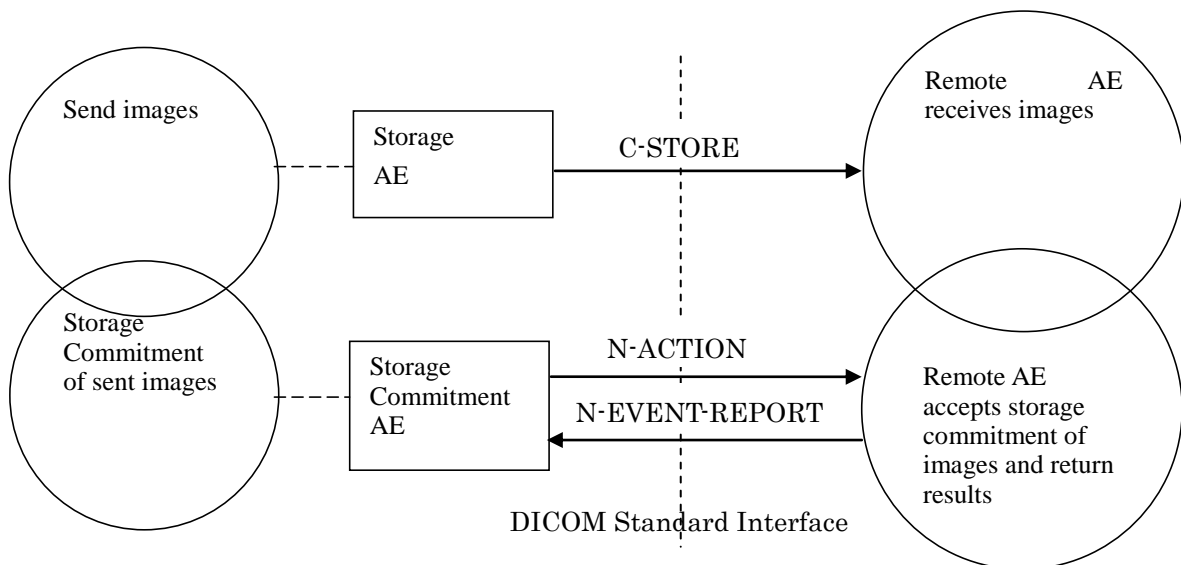 Send images
Storage
AE
C-STORE
Remote AE
receives images
Storage
Commitment
of sent images
Storage
Commitment
AE
N-ACTION
N-EVENT-REPORT
Remote AE
accepts storage
commitment of
images and return
results
DICOM Standard Interface